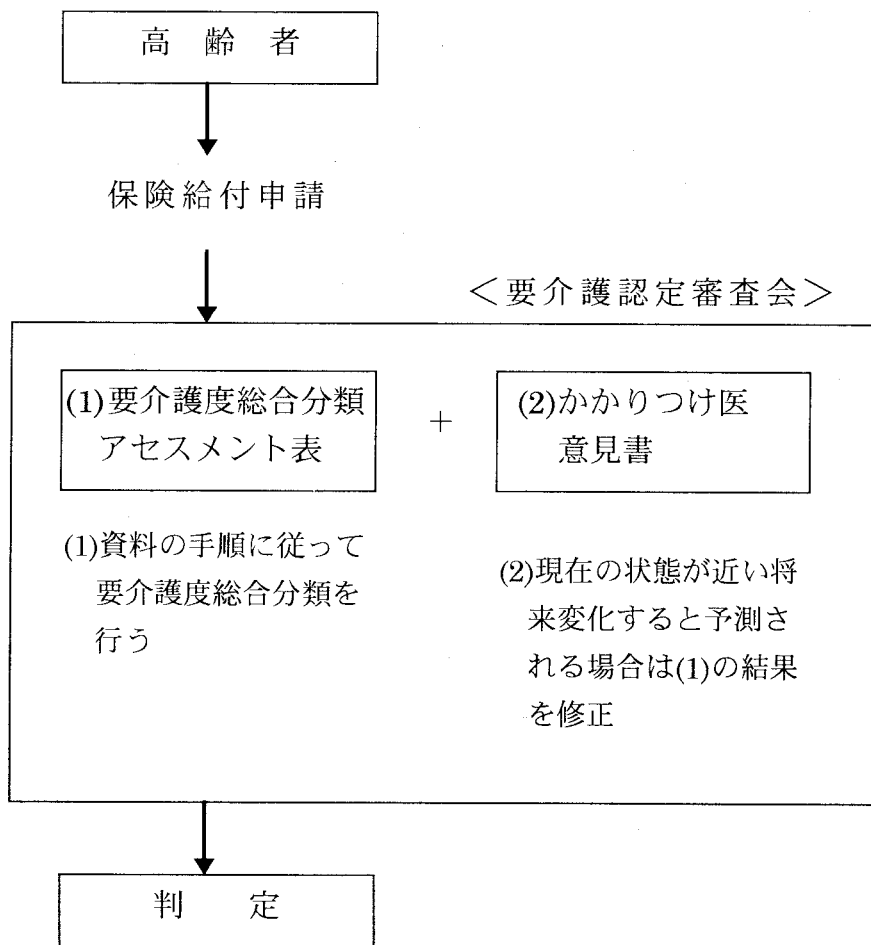 高齢者
保険給付申請
＜要介護認定審査会＞
(1)要介護度総合分類
アセスメント表
＋
(2)かかりつけ医
意見書
(1)資料の手順に従って
要介護度総合分類を
行う
(2)現在の状態が近い将
来変化すると予測さ
れる場合は(1)の結果
を修正
判定